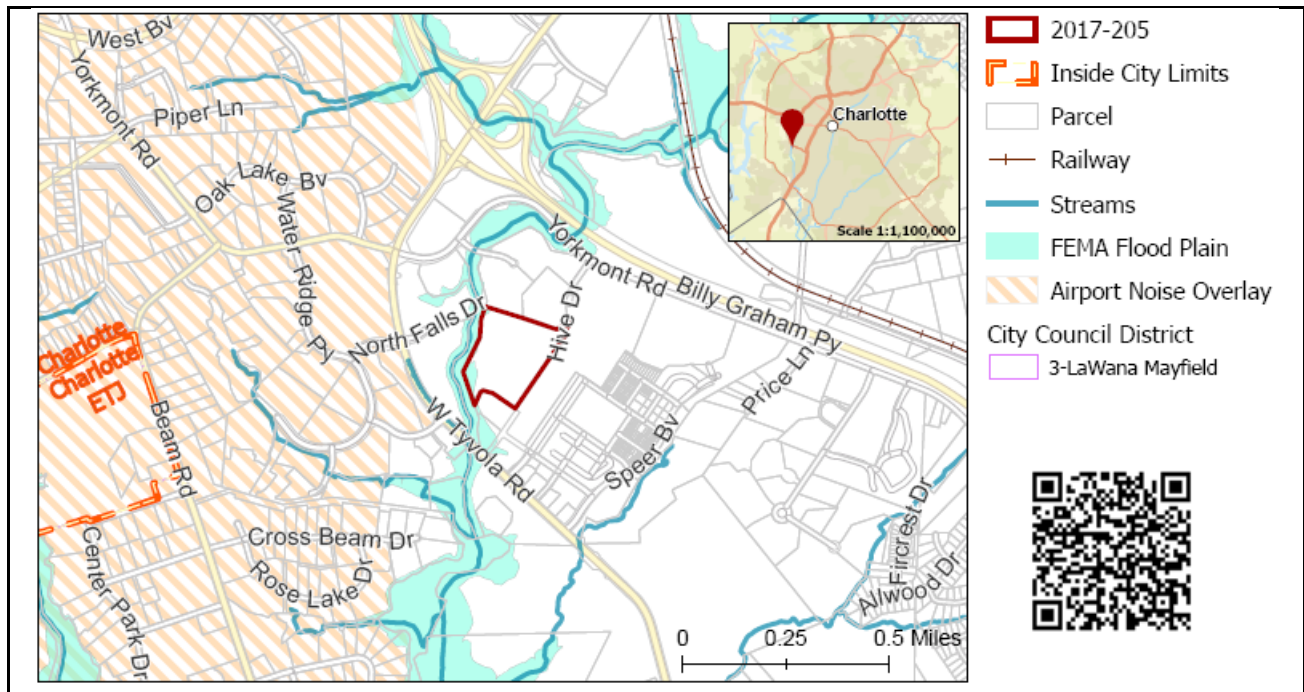 West Bv
Yorkmont Rd
Piper Ln
Oak Lake Bv
Water Ridge Py
North Falls Dr
Yorkmont Rd
Hive Dr
Billy Graham Py
Price Ln
Speer Bv
W Tyvola Rd
Charlotte
Charlotte
ETJ
Beam Rd
Center Park Dr
Cross Beam Dr
Rose Lake Dr
Fircrest Dr
Allwood Dr
0 0.25 0.5 Miles
Charlotte
Scale 1:1,100,000
2017-205
Inside City Limits
Parcel
Railway
Streams
FEMA Flood Plain
Airport Noise Overlay
City Council District
3-LaWana Mayfield